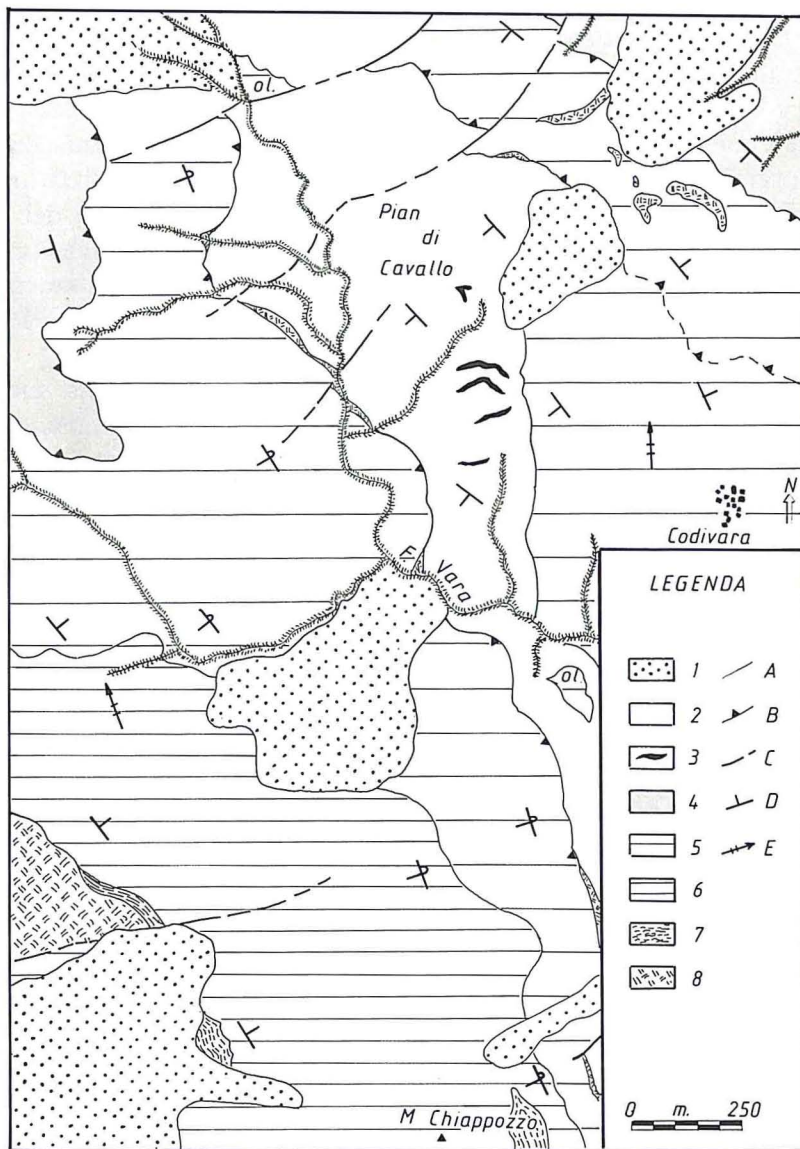 ol.
Pian
di
Cavallo
N
Codivara
F. Vara
ol.
M Chiappozzo
LEGENDA
1 A
2 B
3 C
4 D
5 E
6
7
8
0 m. 250